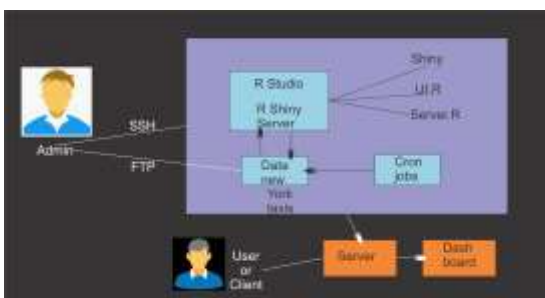 Shiny
R Studio
UI.R
R Shiny
Server
Server.R
SSH
Admin
FTP
Data
new
York
taxis
Cron
jobs
User
or
Client
Server
Dash
board